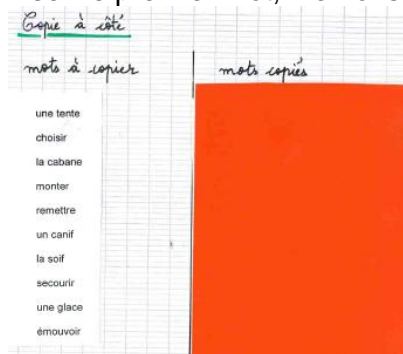 Copie à côté
mots à copier
mots copiés
une tente
choisir
la cabane
monter
remettre
un canif
la soif
secourir
une glace
émouvoir